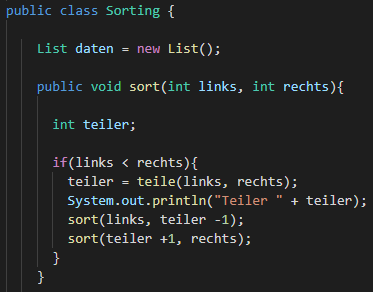 public class Sorting {
List daten = new List();
public void sort(int links, int rechts){
int teiler;
if(links < rechts){
teiler = teile(links, rechts);
System.out.println("Teiler " + teiler);
sort(links, teiler -1);
sort(teiler +1, rechts);
}
}